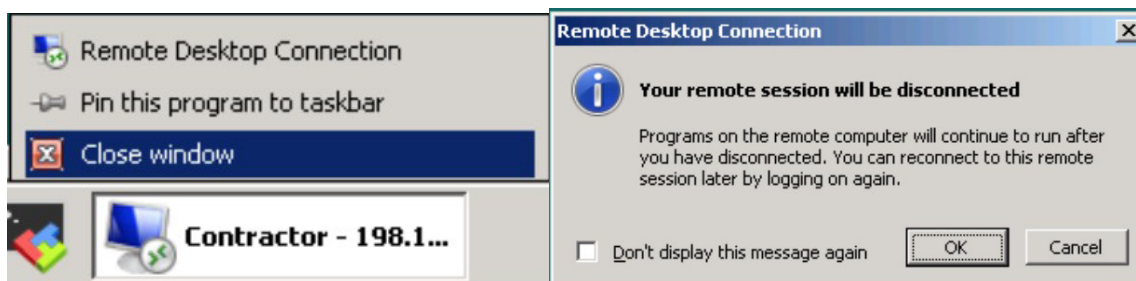 Remote Desktop Connection
Pin this program to taskbar
Close window
Contractor - 198.1...
Remote Desktop Connection
Your remote session will be disconnected
Programs on the remote computer will continue to run after
you have disconnected. You can reconnect to this remote
session later by logging on again.
Don't display this message again
OK
Cancel